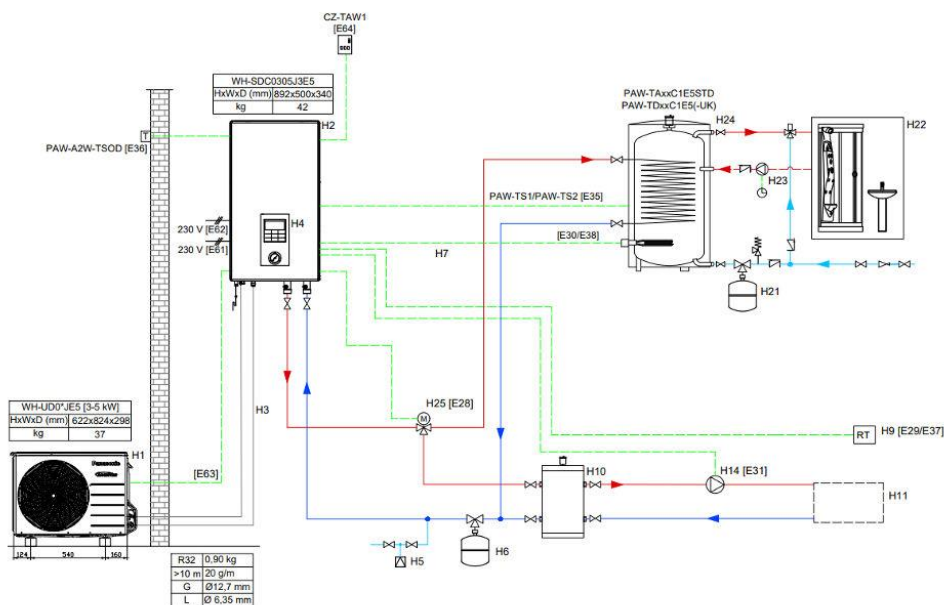 CZ-TAW1
[E64]
WH-SDC0305J3E5
HxWxD (mm) 892x500x340
kg 42
H2
T
PAW-A2W-TSOD [E36]
PAW-TAxxC1E5STD
PAW-TDxxC1E5(-UK)
H24
H22
H23
PAW-TS1/PAW-TS2 [E35]
H4
230 V [E62]
230 V [E61]
[E30/E38]
H7
H21
WH-UD0*JE5 [3-5 kW]
HxWxD (mm) 622x824x298
kg 37
H3
H25 [E28]
M
RT
H9 [E29/E37]
H1
Panasonic
[E63]
H10
H14 [E31]
H11
H6
H5
124 540 160
R32 0,90 kg
>10 m 20 g/m
G Ø12,7 mm
L Ø 6,35 mm